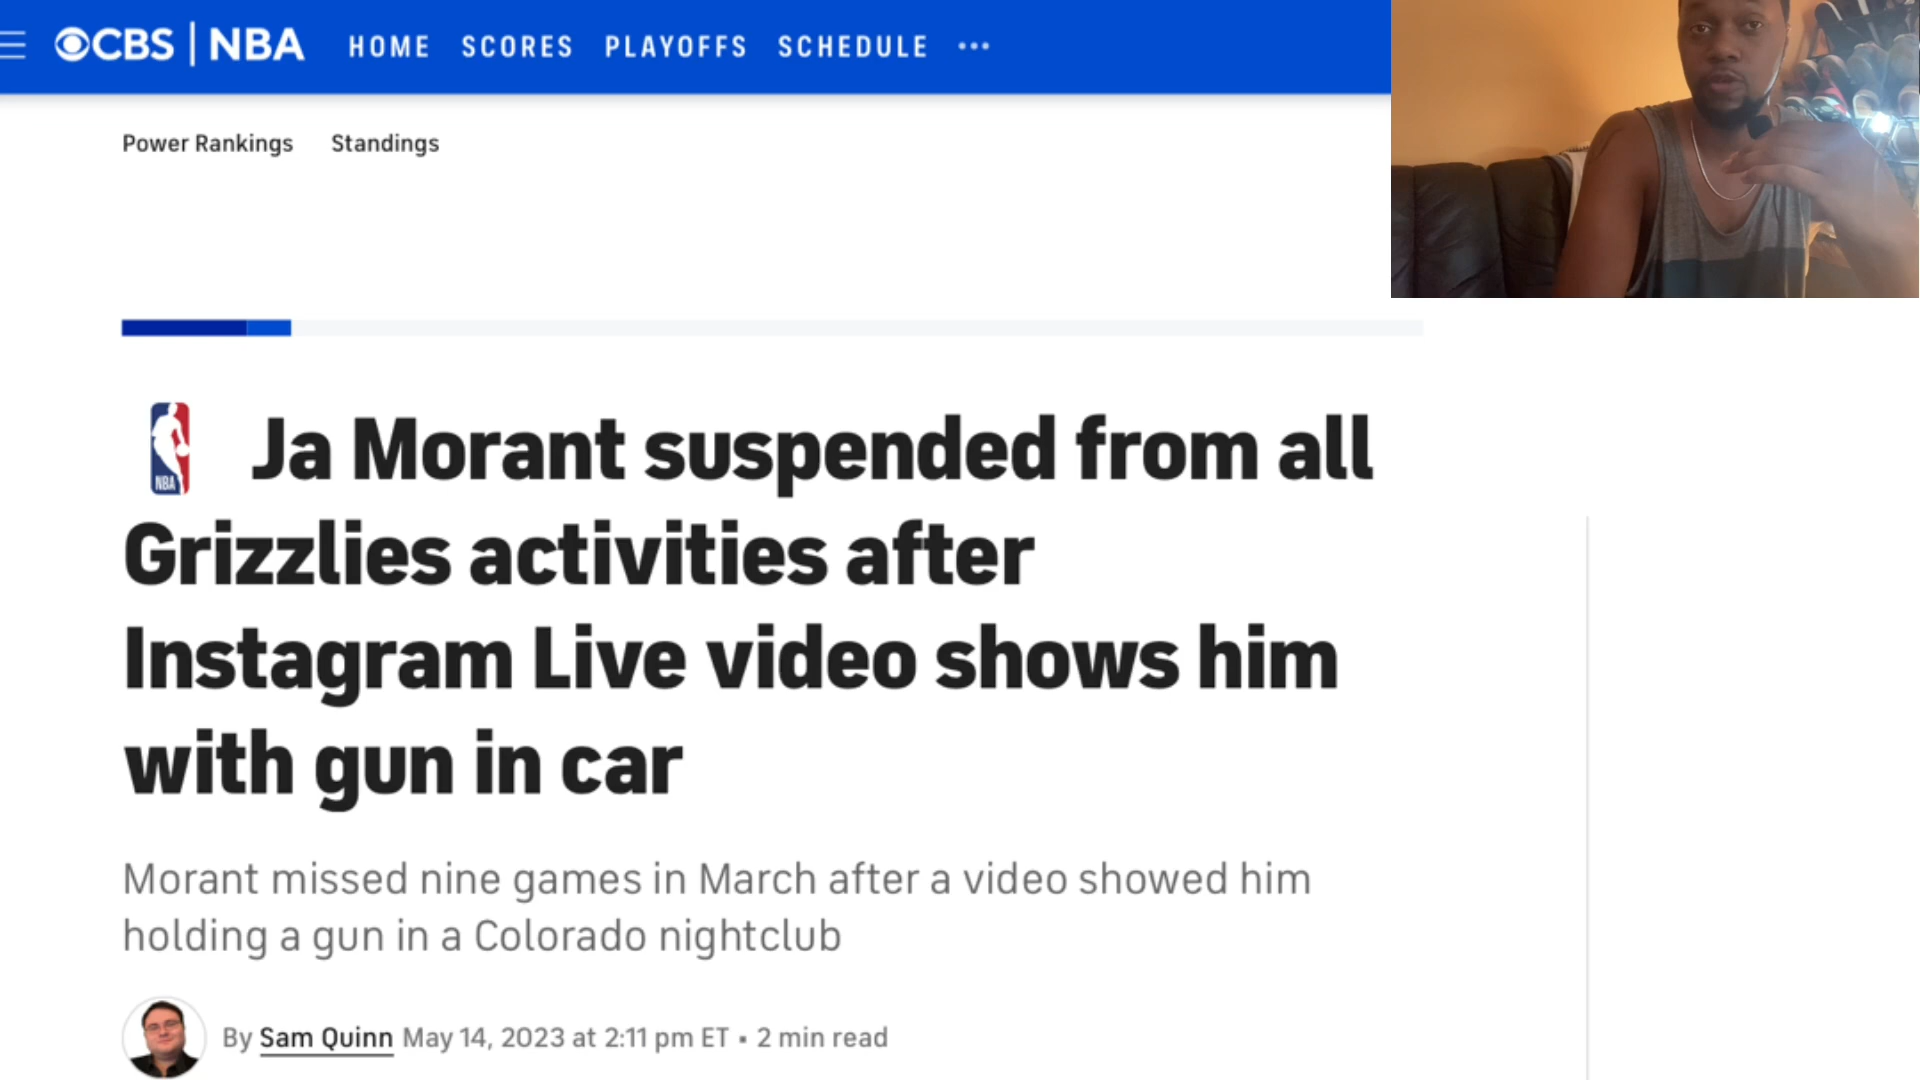 CBS | NBA HOME SCORES PLAYOFFS SCHEDULE •••
Power Rankings Standings
NBA
Ja Morant suspended from all
Grizzlies activities after
Instagram Live video shows him
with gun in car
Morant missed nine games in March after a video showed him
holding a gun in a Colorado nightclub
By Sam Quinn May 14, 2023 at 2:11 pm ET • 2 min read